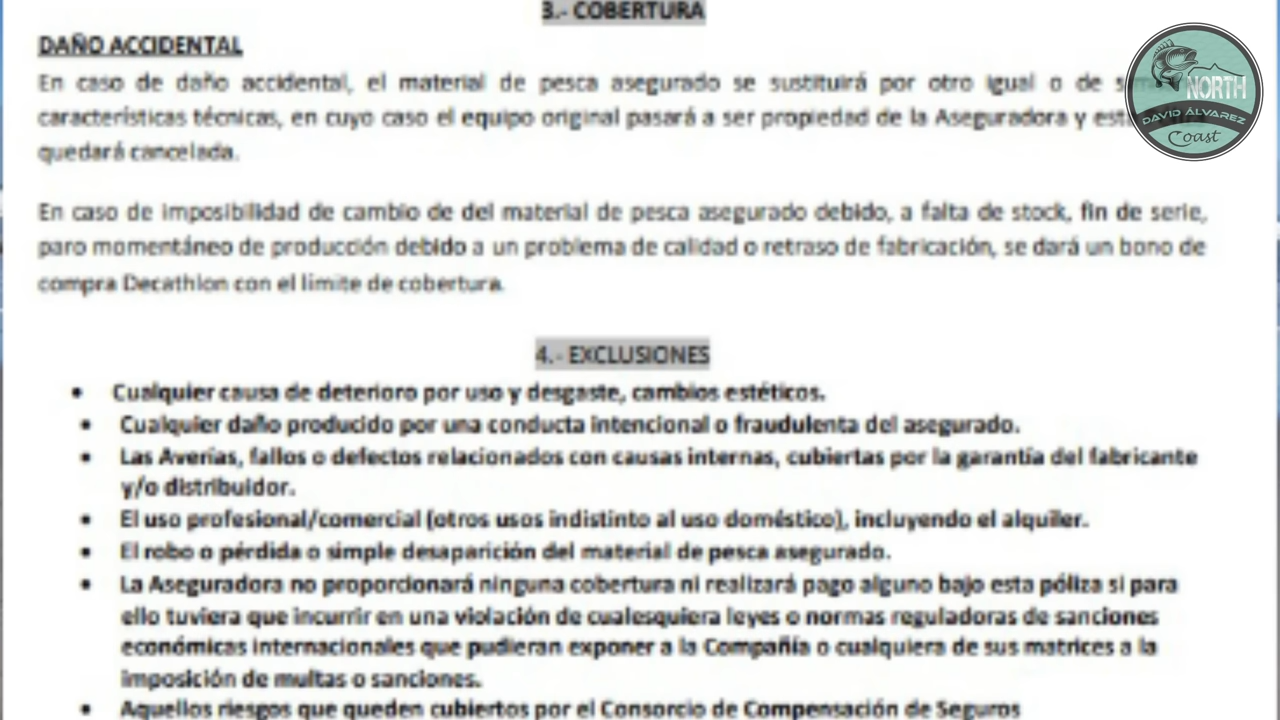 3.- COBERTURA
DAÑO ACCIDENTAL
En caso de daño accidental, el material de pesca asegurado se sustituirá por otro igual o de
características técnicas, en cuyo caso el equipo original pasará a ser propiedad de la Aseguradora y
quedará cancelada.
En caso de imposibilidad de cambio de del material de pesca asegurado debido, a falta de stock, fin de serie,
paro momentáneo de producción debido a un problema de calidad o retraso de fabricación, se dará un bono de
compra Decathlon con el límite de cobertura.
4.- EXCLUSIONES
• Cualquier causa de deterioro por uso y desgaste, cambios estéticos.
• Cualquier daño producido por una conducta intencional o fraudulenta del asegurado.
• Las Averías, fallos o defectos relacionados con causas internas, cubiertas por la garantía del fabricante
y/o distribuidor.
• El uso profesional/comercial (otros usos indistinto al uso doméstico), incluyendo el alquiler.
• El robo o pérdida o simple desaparición del material de pesca asegurado.
• La Aseguradora no proporcionará ninguna cobertura ni realizará pago alguno bajo esta póliza si para
ello tuviera que incurrir en una violación de cualesquiera leyes o normas reguladoras de sanciones
económicas internacionales que pudieran exponer a la Compañía o cualquiera de sus matrices a la
imposición de multas o sanciones.
• Aquellos riesgos que queden cubiertos por el Consorcio de Compensación de Seguros
NORTH
DAVID ÁLVAREZ
Coast